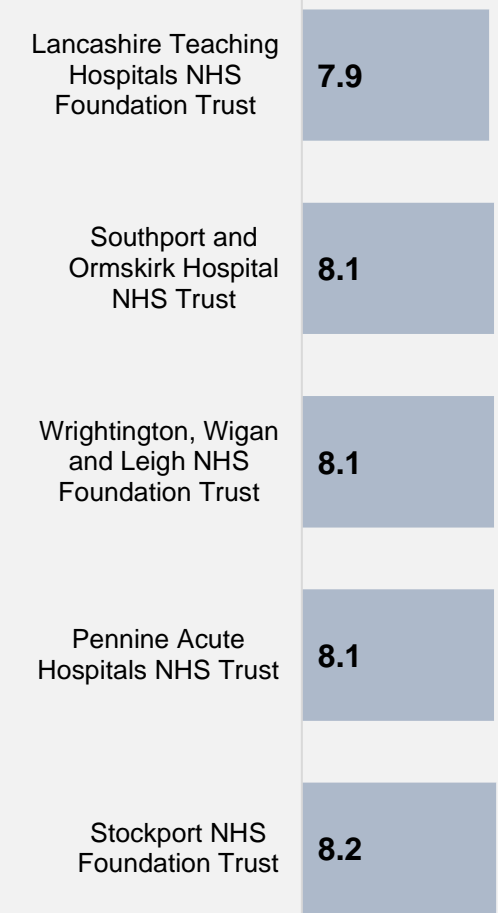 Lancashire Teaching
Hospitals NHS
Foundation Trust
7.9
Southport and
Ormskirk Hospital
NHS Trust
8.1
Wrightington, Wigan
and Leigh NHS
Foundation Trust
8.1
Pennine Acute
Hospitals NHS Trust
8.1
Stockport NHS
Foundation Trust
8.2